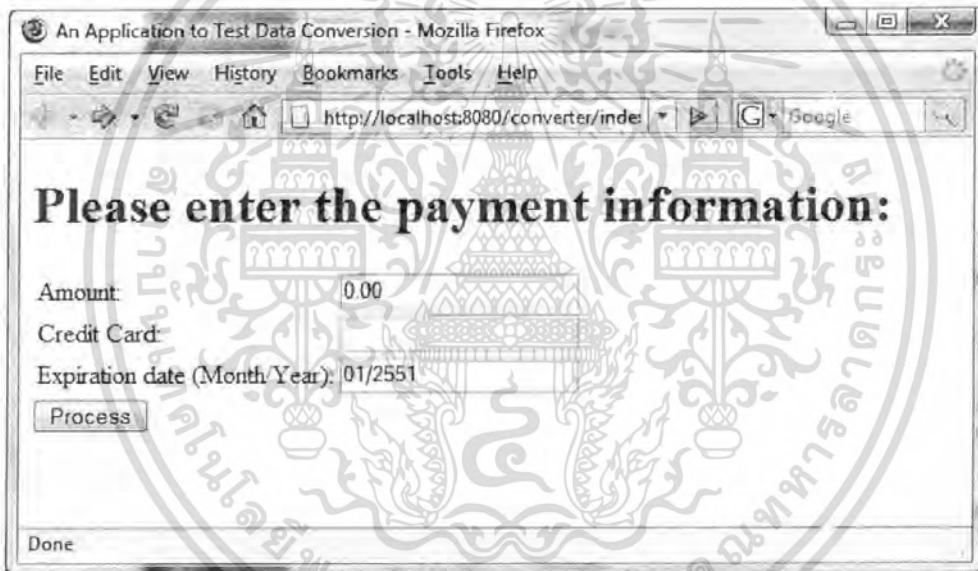 An Application to Test Data Conversion - Mozilla Firefox
File Edit View History Bookmarks Tools Help
http://localhost:8080/converter/inde: G Google
Please enter the payment information:
Amount: 0.00
Credit Card:
Expiration date (Month/Year): 01/2551
Process
Done